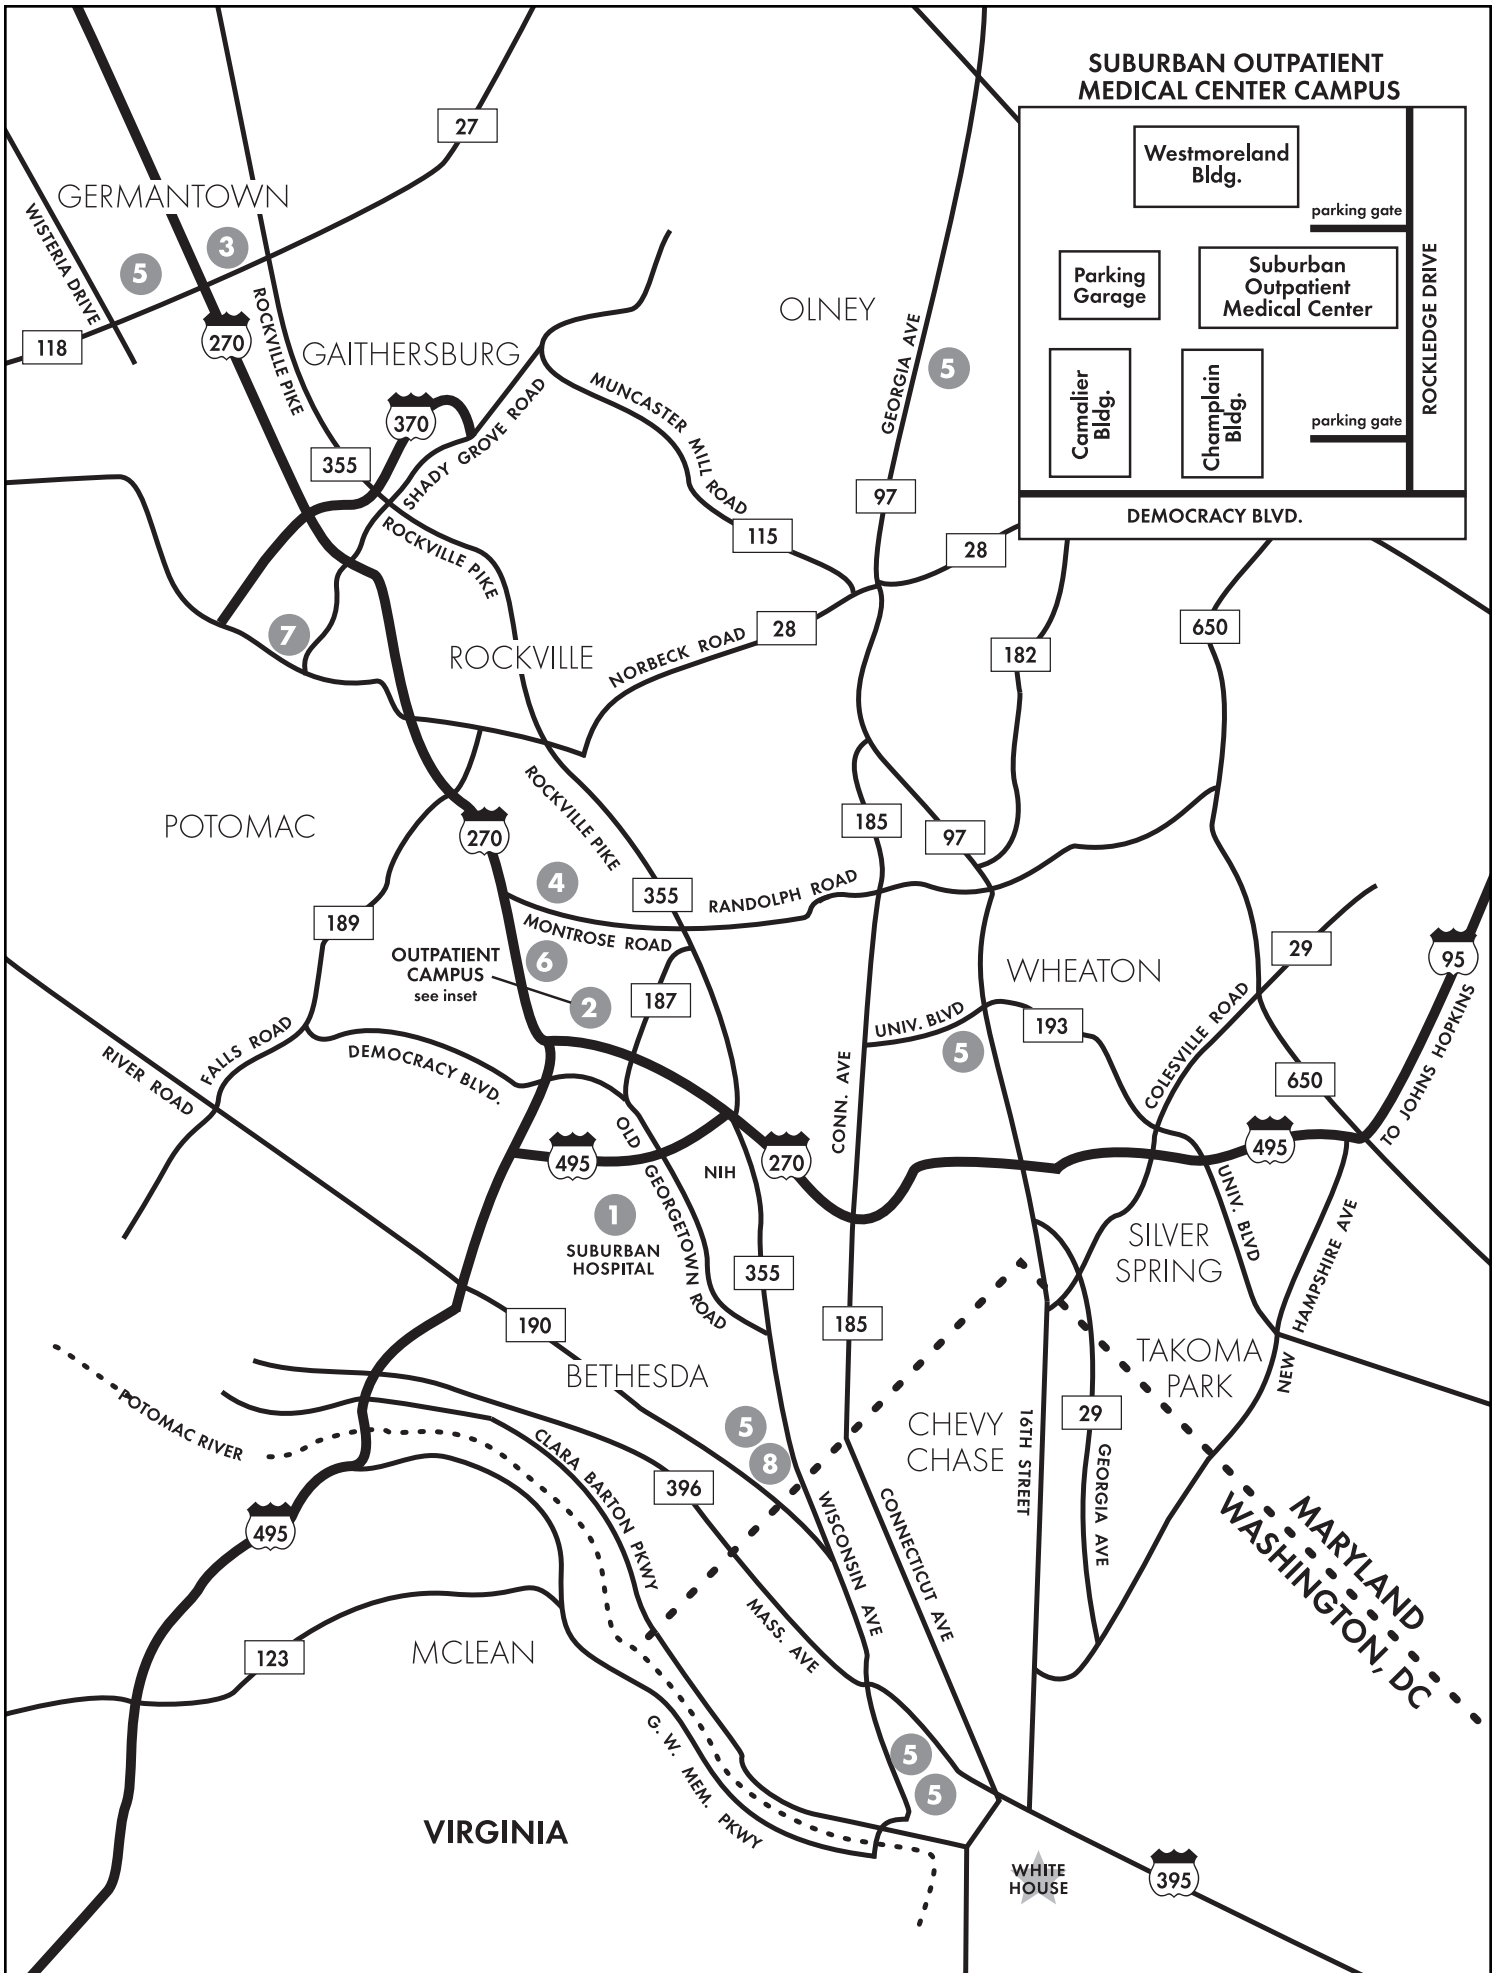 SUBURBAN OUTPATIENT
MEDICAL CENTER CAMPUS
Westmoreland
Bldg.
parking gate
Parking
Garage
Suburban
Outpatient
Medical Center
ROCKLEDGE DRIVE
Camalier
Bldg.
Champlain
Bldg.
parking gate
DEMOCRACY BLVD.
27
GERMANTOWN
WISTERIA DRIVE
3
5
118
270
ROCKVILLE PIKE
GAITHERSBURG
370
355
SHADY GROVE ROAD
ROCKVILLE PIKE
MUNCASTER MILL ROAD
115
OLNEY
GEORGIA AVE
5
97
28
28
NORBECK ROAD
7
ROCKVILLE
182
650
POTOMAC
270
ROCKVILLE PIKE
185
97
4
355
RANDOLPH ROAD
MONTROSE ROAD
189
OUTPATIENT
CAMPUS
see inset
6
2
187
WHEATON
29
95
TO JOHNS HOPKINS
UNIV. BLVD
193
5
COLESVILLE ROAD
650
FALLS ROAD
RIVER ROAD
DEMOCRACY BLVD.
CONN. AVE
OLD
GEORGETOWN ROAD
495
NIH
270
495
1
SUBURBAN
HOSPITAL
355
185
190
BETHESDA
SILVER
SPRING
UNIV. BLVD
NEW
HAMPSHIRE AVE
TAKOMA
PARK
POTOMAC RIVER
5
8
CHEVY
CHASE
16TH STREET
29
GEORGIA AVE
CLARA BARTON PKWY
396
WISCONSIN AVE
CONNECTICUT AVE
MARYLAND
WASHINGTON, DC
495
MASS. AVE
123
MCLEAN
G. W. MEM. PKWY
5
5
VIRGINIA
WHITE
HOUSE
395